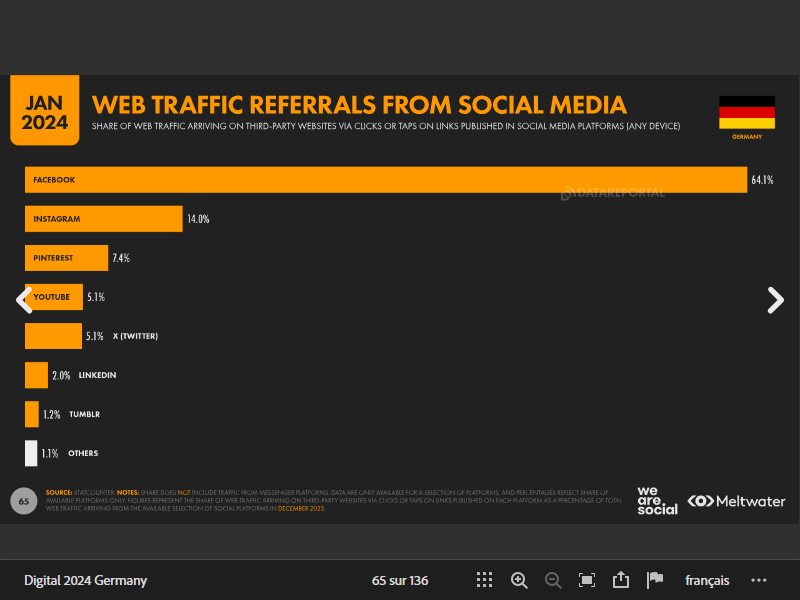 JAN
2024
WEB TRAFFIC REFERRALS FROM SOCIAL MEDIA
SHARE OF WEB TRAFFIC ARRIVING ON THIRD-PARTY WEBSITES VIA CLICKS OR TAPS ON LINKS PUBLISHED IN SOCIAL MEDIA PLATFORMS (ANY DEVICE)
GERMANY
FACEBOOK 64.1%
DATAREPORTAL
INSTAGRAM 14.0%
PINTEREST 7.4%
YOUTUBE 5.1%
5.1% X (TWITTER)
2.0% LINKEDIN
1.2% TUMBLR
1.1% OTHERS
65
SOURCE: STATCOUNTER. NOTES: SHARE DOES NOT INCLUDE TRAFFIC FROM MESSENGER PLATFORMS. DATA ARE ONLY AVAILABLE FOR A SELECTION OF PLATFORMS, AND PERCENTAGES REFLECT SHARE OF
AVAILABLE PLATFORMS ONLY. FIGURES REPRESENT THE SHARE OF WEB TRAFFIC ARRIVING ON THIRD-PARTY WEBSITES VIA CLICKS OR TAPS ON LINKS PUBLISHED ON EACH PLATFORM AS A PERCENTAGE OF TOTAL
WEB TRAFFIC ARRIVING FROM THE AVAILABLE SELECTION OF SOCIAL PLATFORMS IN DECEMBER 2023.
we
are.
social
Meltwater
Digital 2024 Germany
65 sur 136
français